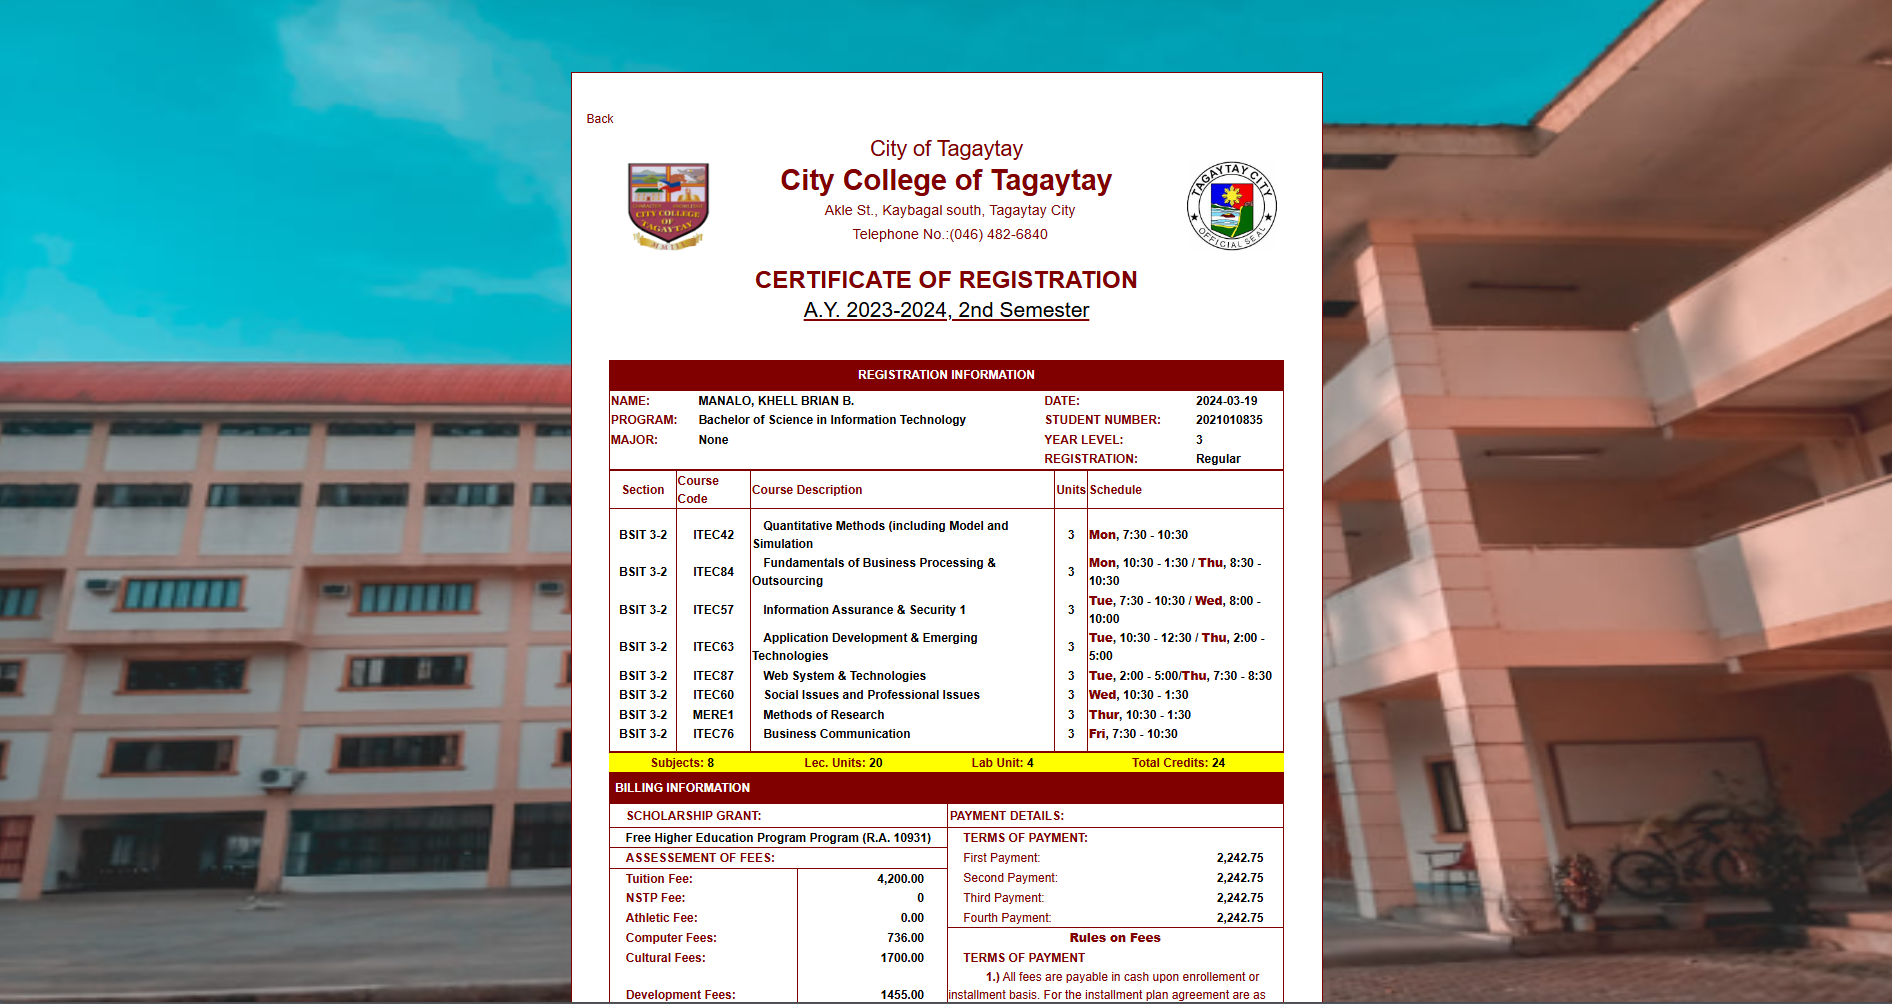 Back
City of Tagaytay
City College of Tagaytay
Akle St., Kaybagal south, Tagaytay City
Telephone No.:(046) 482-6840
CITY COLLEGE
OF
TAGAYTAY
TAGAYTAY CITY
OFFICIAL SEAL
CERTIFICATE OF REGISTRATION
A.Y. 2023-2024, 2nd Semester
REGISTRATION INFORMATION
NAME: MANALO, KHELL BRIAN B. DATE: 2024-03-19
PROGRAM: Bachelor of Science in Information Technology STUDENT NUMBER: 2021010835
MAJOR: None YEAR LEVEL: 3
REGISTRATION: Regular
Section Course Code Course Description Units Schedule
BSIT 3-2 ITEC42 Quantitative Methods (including Model and Simulation 3 Mon, 7:30 - 10:30
BSIT 3-2 ITEC84 Fundamentals of Business Processing & Outsourcing 3 Mon, 10:30 - 1:30 / Thu, 8:30 - 10:30
BSIT 3-2 ITEC57 Information Assurance & Security 1 3 Tue, 7:30 - 10:30 / Wed, 8:00 - 10:00
BSIT 3-2 ITEC63 Application Development & Emerging Technologies 3 Tue, 10:30 - 12:30 / Thu, 2:00 - 5:00
BSIT 3-2 ITEC87 Web System & Technologies 3 Tue, 2:00 - 5:00/Thu, 7:30 - 8:30
BSIT 3-2 ITEC60 Social Issues and Professional Issues 3 Wed, 10:30 - 1:30
BSIT 3-2 MERE1 Methods of Research 3 Thur, 10:30 - 1:30
BSIT 3-2 ITEC76 Business Communication 3 Fri, 7:30 - 10:30
Subjects: 8 Lec. Units: 20 Lab Unit: 4 Total Credits: 24
BILLING INFORMATION
SCHOLARSHIP GRANT:
Free Higher Education Program Program (R.A. 10931)
ASSESSEMENT OF FEES:
Tuition Fee: 4,200.00
NSTP Fee: 0
Athletic Fee: 0.00
Computer Fees: 736.00
Cultural Fees: 1700.00
Development Fees: 1455.00
PAYMENT DETAILS:
TERMS OF PAYMENT:
First Payment: 2,242.75
Second Payment: 2,242.75
Third Payment: 2,242.75
Fourth Payment: 2,242.75
Rules on Fees
TERMS OF PAYMENT
1.) All fees are payable in cash upon enrollement or
installment basis. For the installment plan agreement are as